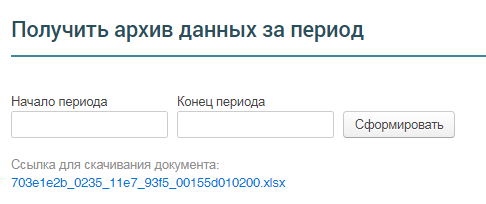 Получить архив данных за период
Начало периода Конец периода
Сформировать
Ссылка для скачивания документа:
703e1e2b_0235_11e7_93f5_00155d010200.xlsx